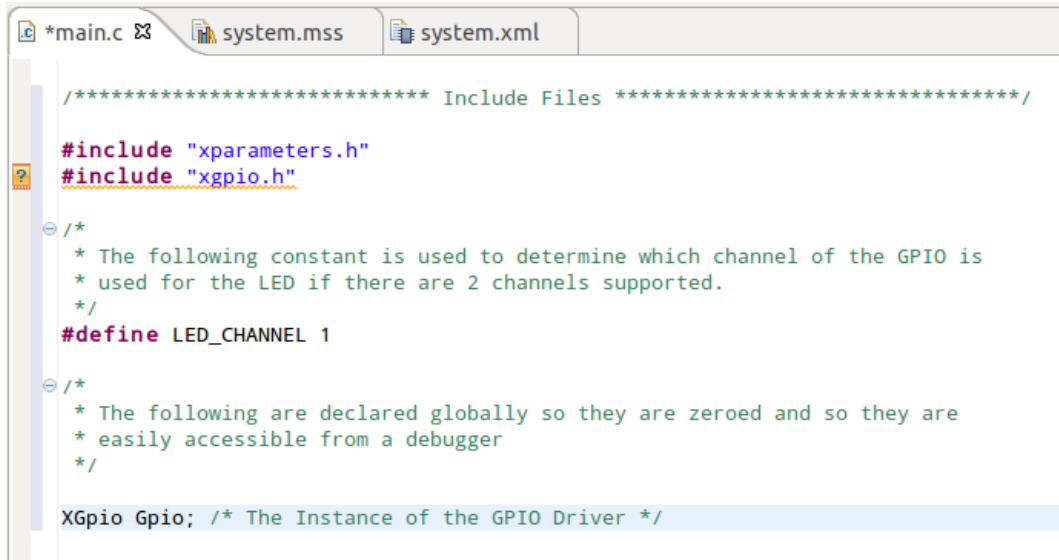 *main.c system.mss system.xml
/***************************** Include Files *********************************/
#include "xparameters.h"
#include "xgpio.h"
/*
* The following constant is used to determine which channel of the GPIO is
* used for the LED if there are 2 channels supported.
*/
#define LED_CHANNEL 1
/*
* The following are declared globally so they are zeroed and so they are
* easily accessible from a debugger
*/
XGpio Gpio; /* The Instance of the GPIO Driver */